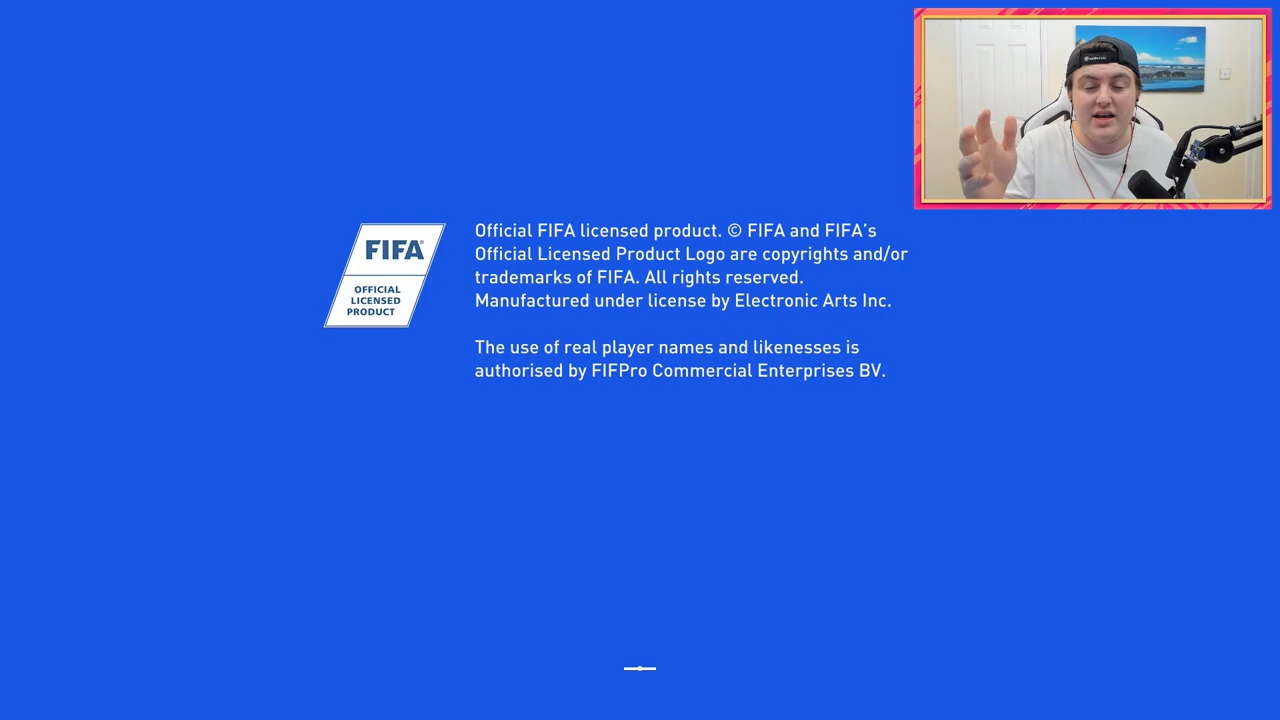 FIFA
OFFICIAL
LICENSED
PRODUCT
Official FIFA licensed product. © FIFA and FIFA's
Official Licensed Product Logo are copyrights and/or
trademarks of FIFA. All rights reserved.
Manufactured under license by Electronic Arts Inc.
The use of real player names and likenesses is
authorised by FIFPro Commercial Enterprises BV.